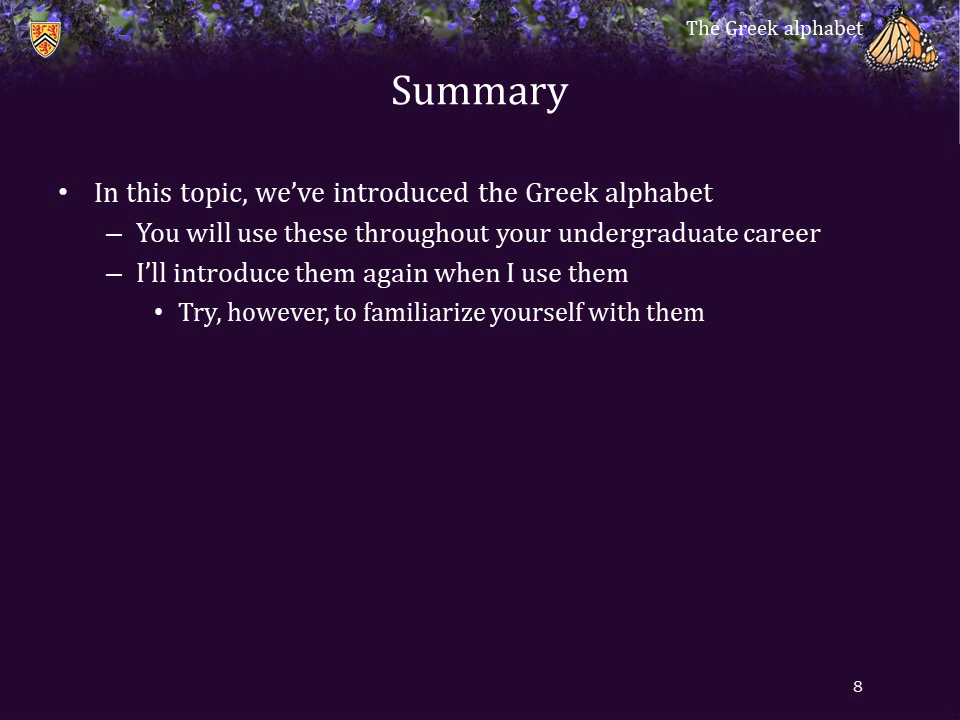 The Greek alphabet
Summary
• In this topic, we’ve introduced the Greek alphabet
– You will use these throughout your undergraduate career
– I’ll introduce them again when I use them
• Try, however, to familiarize yourself with them
8